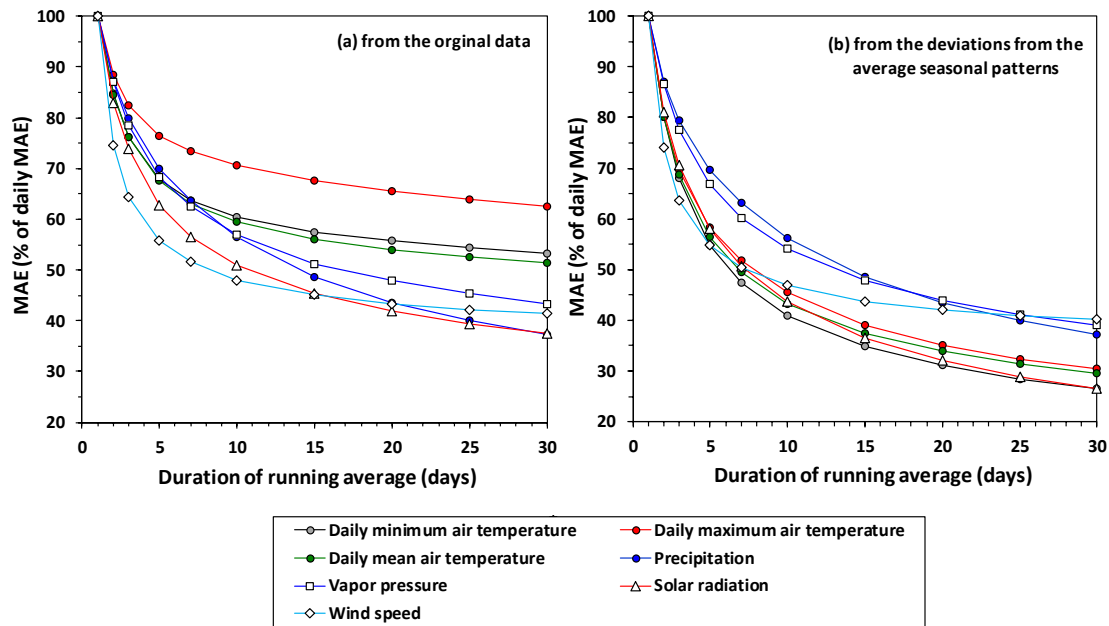 100
90
80
70
60
50
40
30
20
0
5
10
15
20
25
30
MAE (% of daily MAE)
Duration of running average (days)
(a) from the orginal data
100
90
80
70
60
50
40
30
20
0
5
10
15
20
25
30
MAE (% of daily MAE)
Duration of running average (days)
(b) from the deviations from the
average seasonal patterns
Daily minimum air temperature
Daily maximum air temperature
Daily mean air temperature
Precipitation
Vapor pressure
Solar radiation
Wind speed